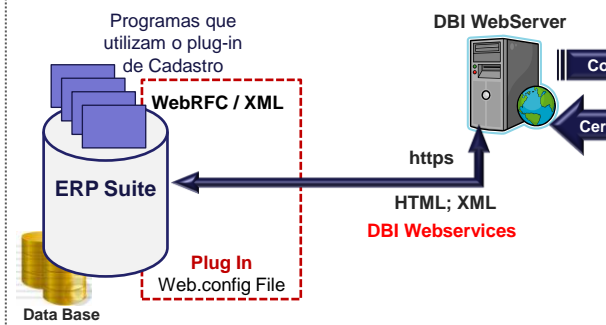 Programas que
utilizam o plug-in
de Cadastro
DBI WebServer
WebRFC / XML
https
ERP Suite
HTML; XML
DBI Webservices
Plug In
Web.config File
Data Base